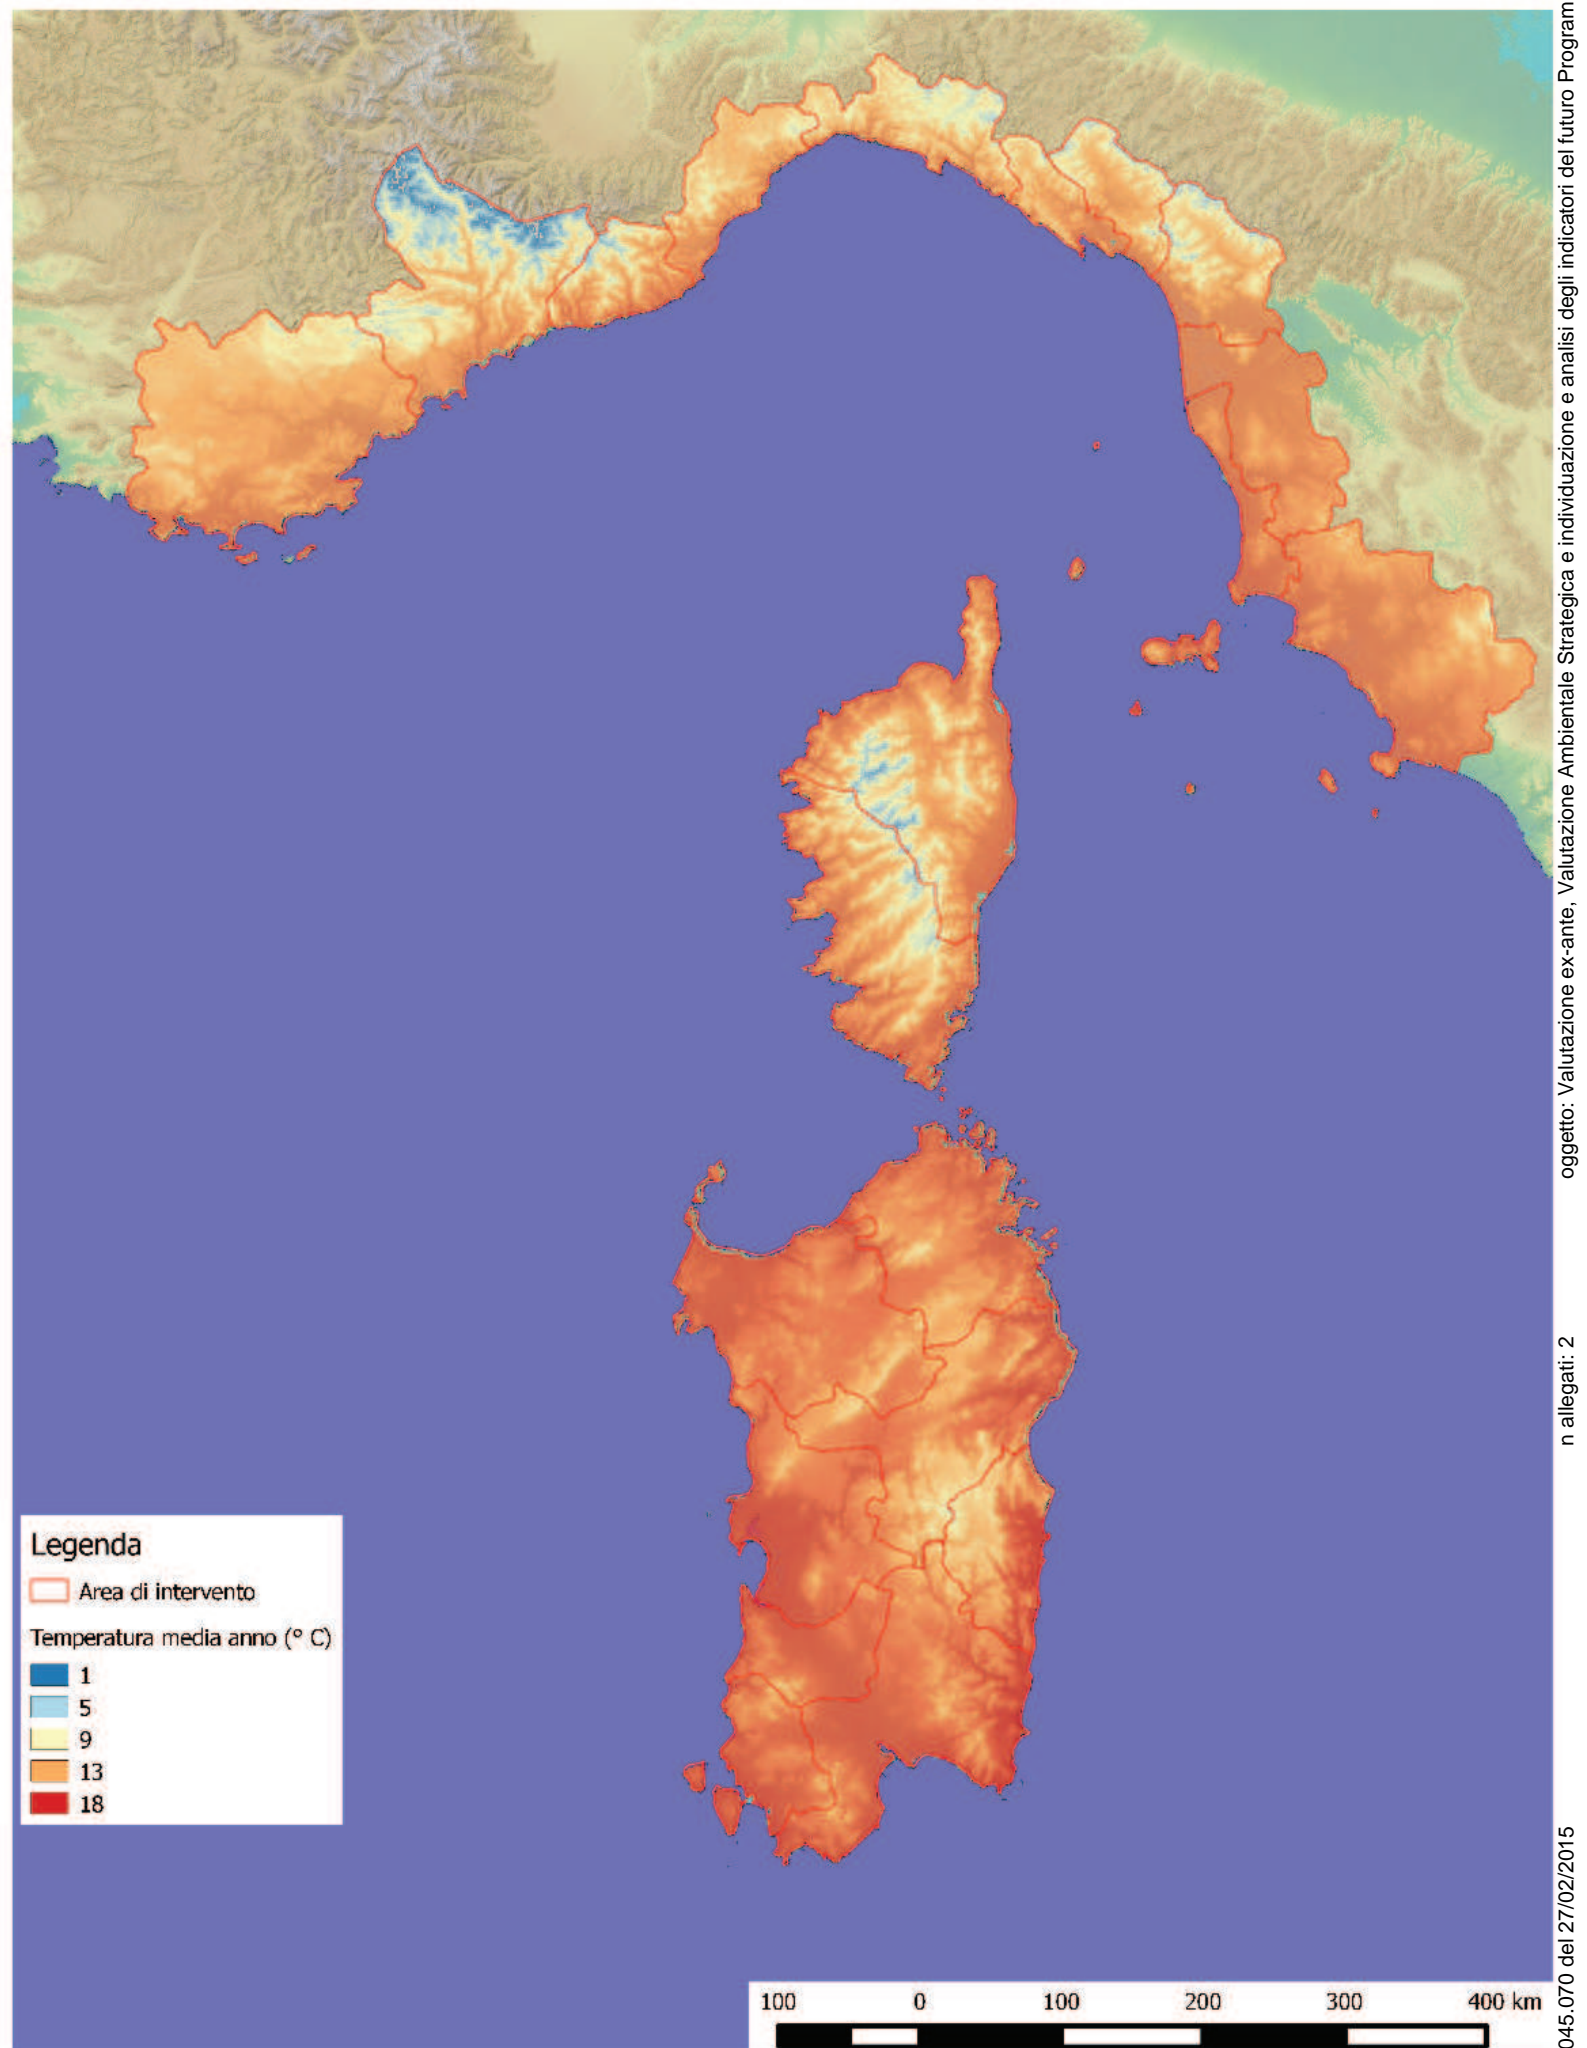 Legenda
Area di intervento
Temperatura media anno (° C)
1
5
9
13
18
100 0 100 200 300 400 km
oggetto: Valutazione ex-ante, Valutazione Ambientale Strategica e individuazione e analisi degli indicatori del futuro Program
n allegati: 2
045.070 del 27/02/2015